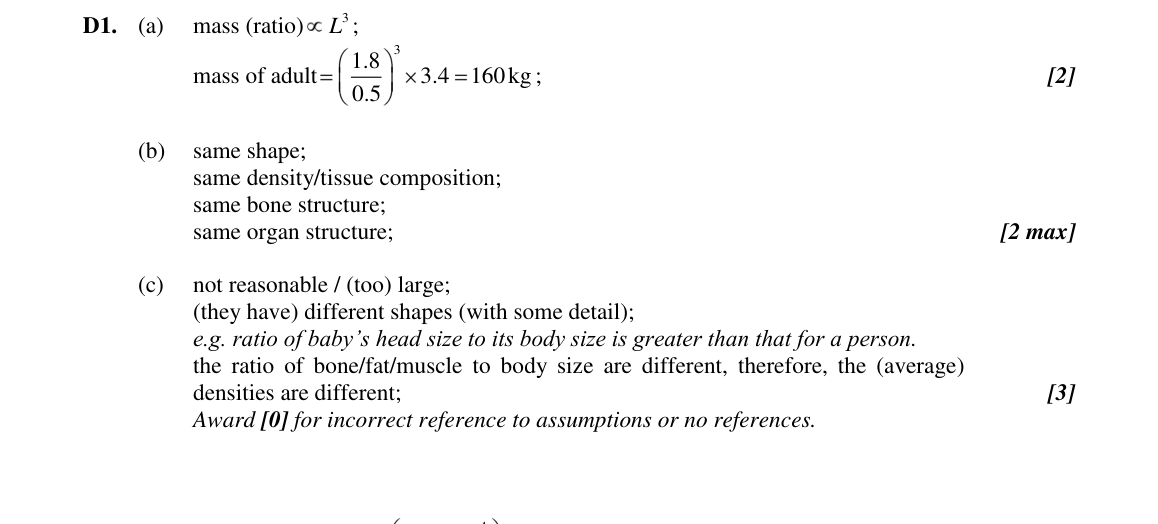 D1. (a) mass (ratio) ∝ L³ ;
mass of adult = (1.8/0.5)³ × 3.4 = 160 kg ; [2]
(b) same shape;
same density/tissue composition;
same bone structure;
same organ structure; [2 max]
(c) not reasonable / (too) large;
(they have) different shapes (with some detail);
e.g. ratio of baby’s head size to its body size is greater than that for a person.
the ratio of bone/fat/muscle to body size are different, therefore, the (average)
densities are different; [3]
Award [0] for incorrect reference to assumptions or no references.